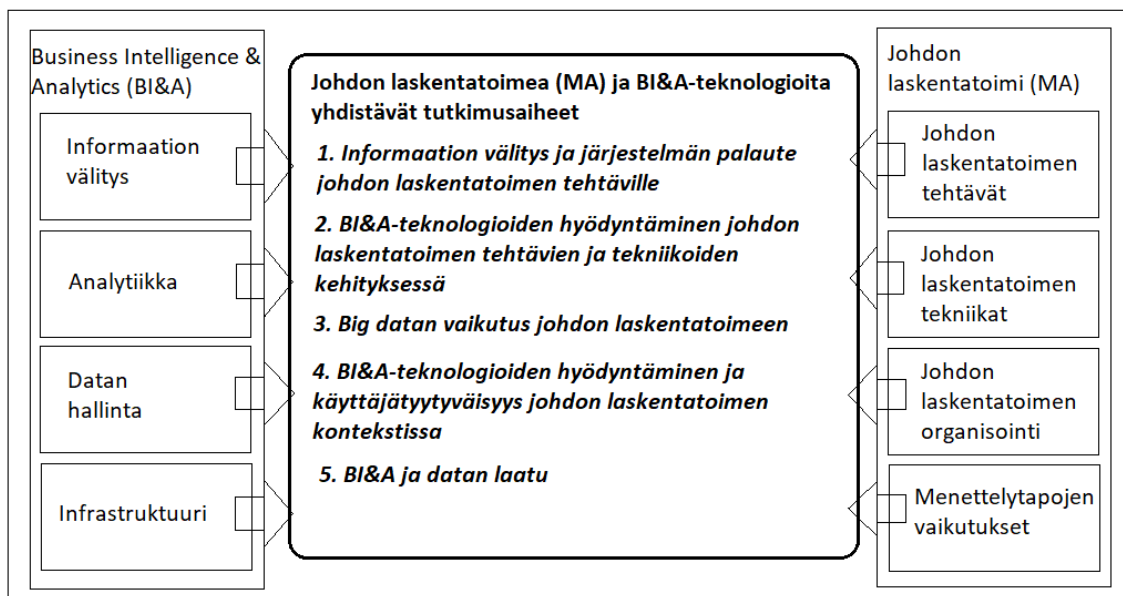 Business Intelligence &
Analytics (BI&A)
Informaation
välitys
Analytiikka
Datan
hallinta
Infrastruktuuri
Johdon laskentatoimea (MA) ja BI&A-teknologioita
yhdistävät tutkimusaiheet
1. Informaation välitys ja järjestelmän palaute
johdon laskentatoimen tehtäville
2. BI&A-teknologioiden hyödyntäminen johdon
laskentatoimen tehtävien ja tekniikoiden
kehityksessä
3. Big datan vaikutus johdon laskentatoimeen
4. BI&A-teknologioiden hyödyntäminen ja
käyttäjätyytyväisyys johdon laskentatoimen
kontekstissa
5. BI&A ja datan laatu
Johdon
laskentatoimi (MA)
Johdon
laskentatoimen
tehtävät
Johdon
laskentatoimen
tekniikat
Johdon
laskentatoimen
organisointi
Menettelytapojen
vaikutukset